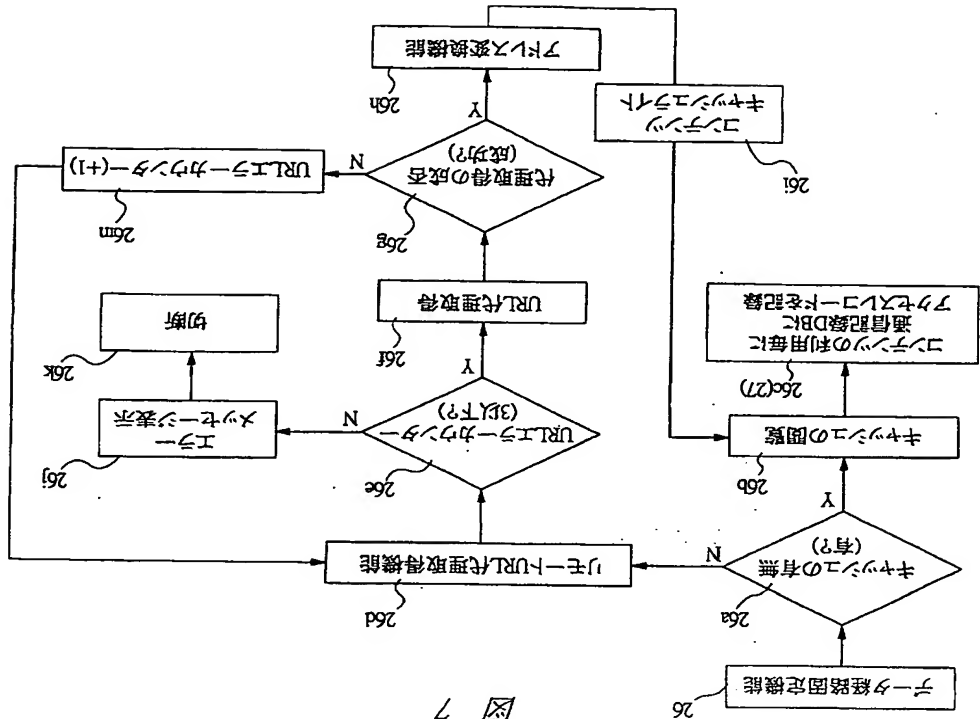 図 7
26
データ経路固定機能
26a
キャッシュの有無
(有?)
N
Y
26b
キャッシュの閲覧
26c(27)
コンテンツの利用毎に
通信記録DBに
アクセスレコードを記録
26d
リモートURL代理取得機能
26e
URLエラーカウンター
(3以下?)
N
Y
26j
エラー
メッセージ表示
26k
切断
26f
URL代理取得
26g
代理取得の成否
(成功?)
N
Y
26m
URLエラーカウンター(+1)
26h
アドレス変換機能
26i
コンテンツ
キャッシュライト